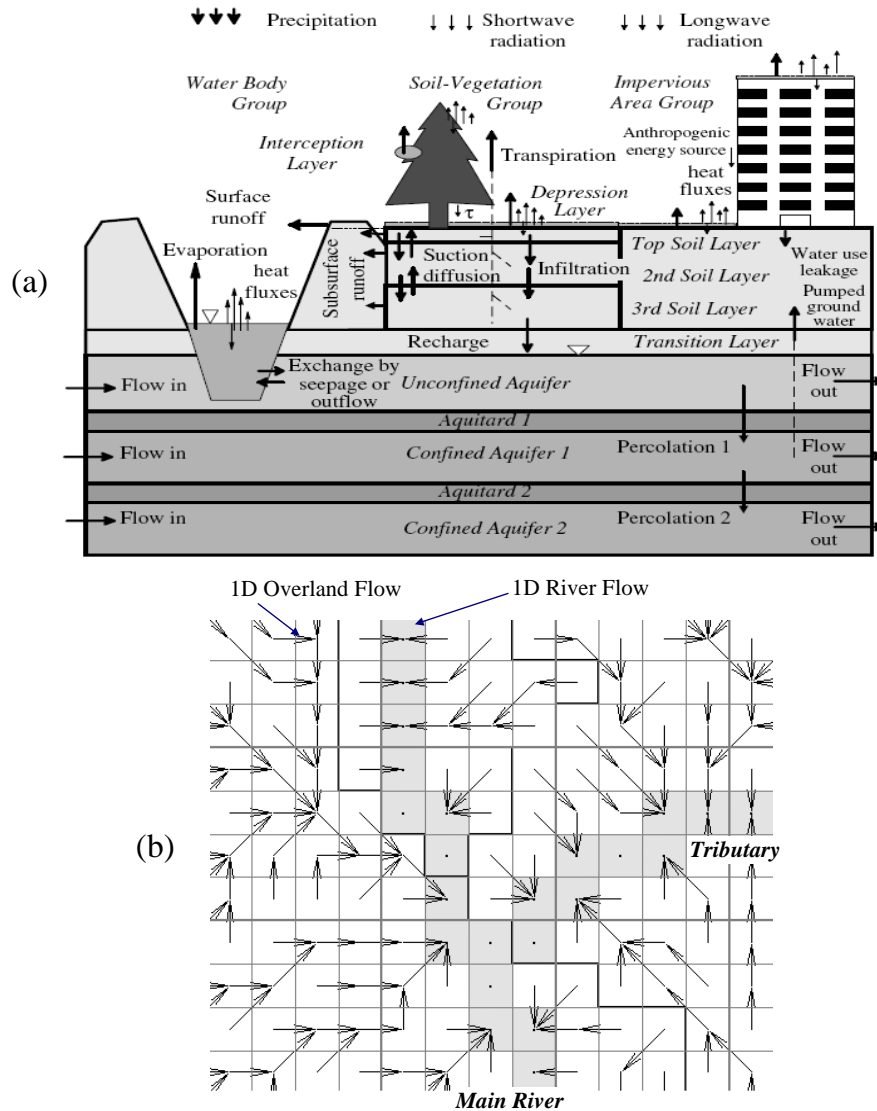 Precipitation
Shortwave
radiation
Longwave
radiation
Water Body
Group
Soil-Vegetation
Group
Impervious
Area Group
Interception
Layer
Transpiration
Anthropogenic
energy source
heat
fluxes
Surface
runoff
τ
Depression
Layer
Evaporation
heat
fluxes
Subsurface
runoff
Suction
diffusion
Infiltration
Top Soil Layer
2nd Soil Layer
3rd Soil Layer
Water use
leakage
Pumped
ground
water
(a)
Recharge
Transition Layer
Flow in
Exchange by
seepage or
outflow
Unconfined Aquifer
Flow
out
Aquitard 1
Flow in
Confined Aquifer 1
Percolation 1
Flow
out
Aquitard 2
Flow in
Confined Aquifer 2
Percolation 2
Flow
out
1D Overland Flow
1D River Flow
(b)
Tributary
Main River